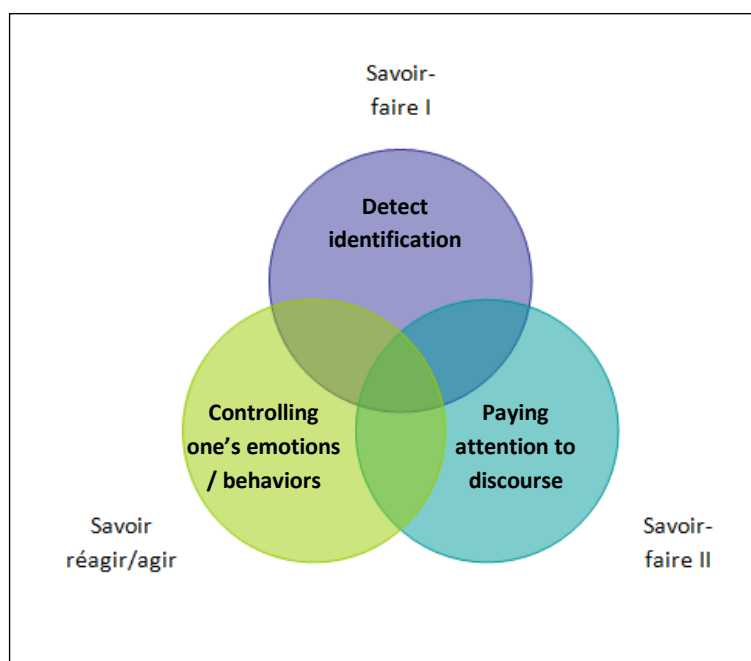 Savoir-
faire I
Detect
identification
Controlling
one’s emotions
/ behaviors
Paying
attention to
discourse
Savoir
réagir/agir
Savoir-
faire II